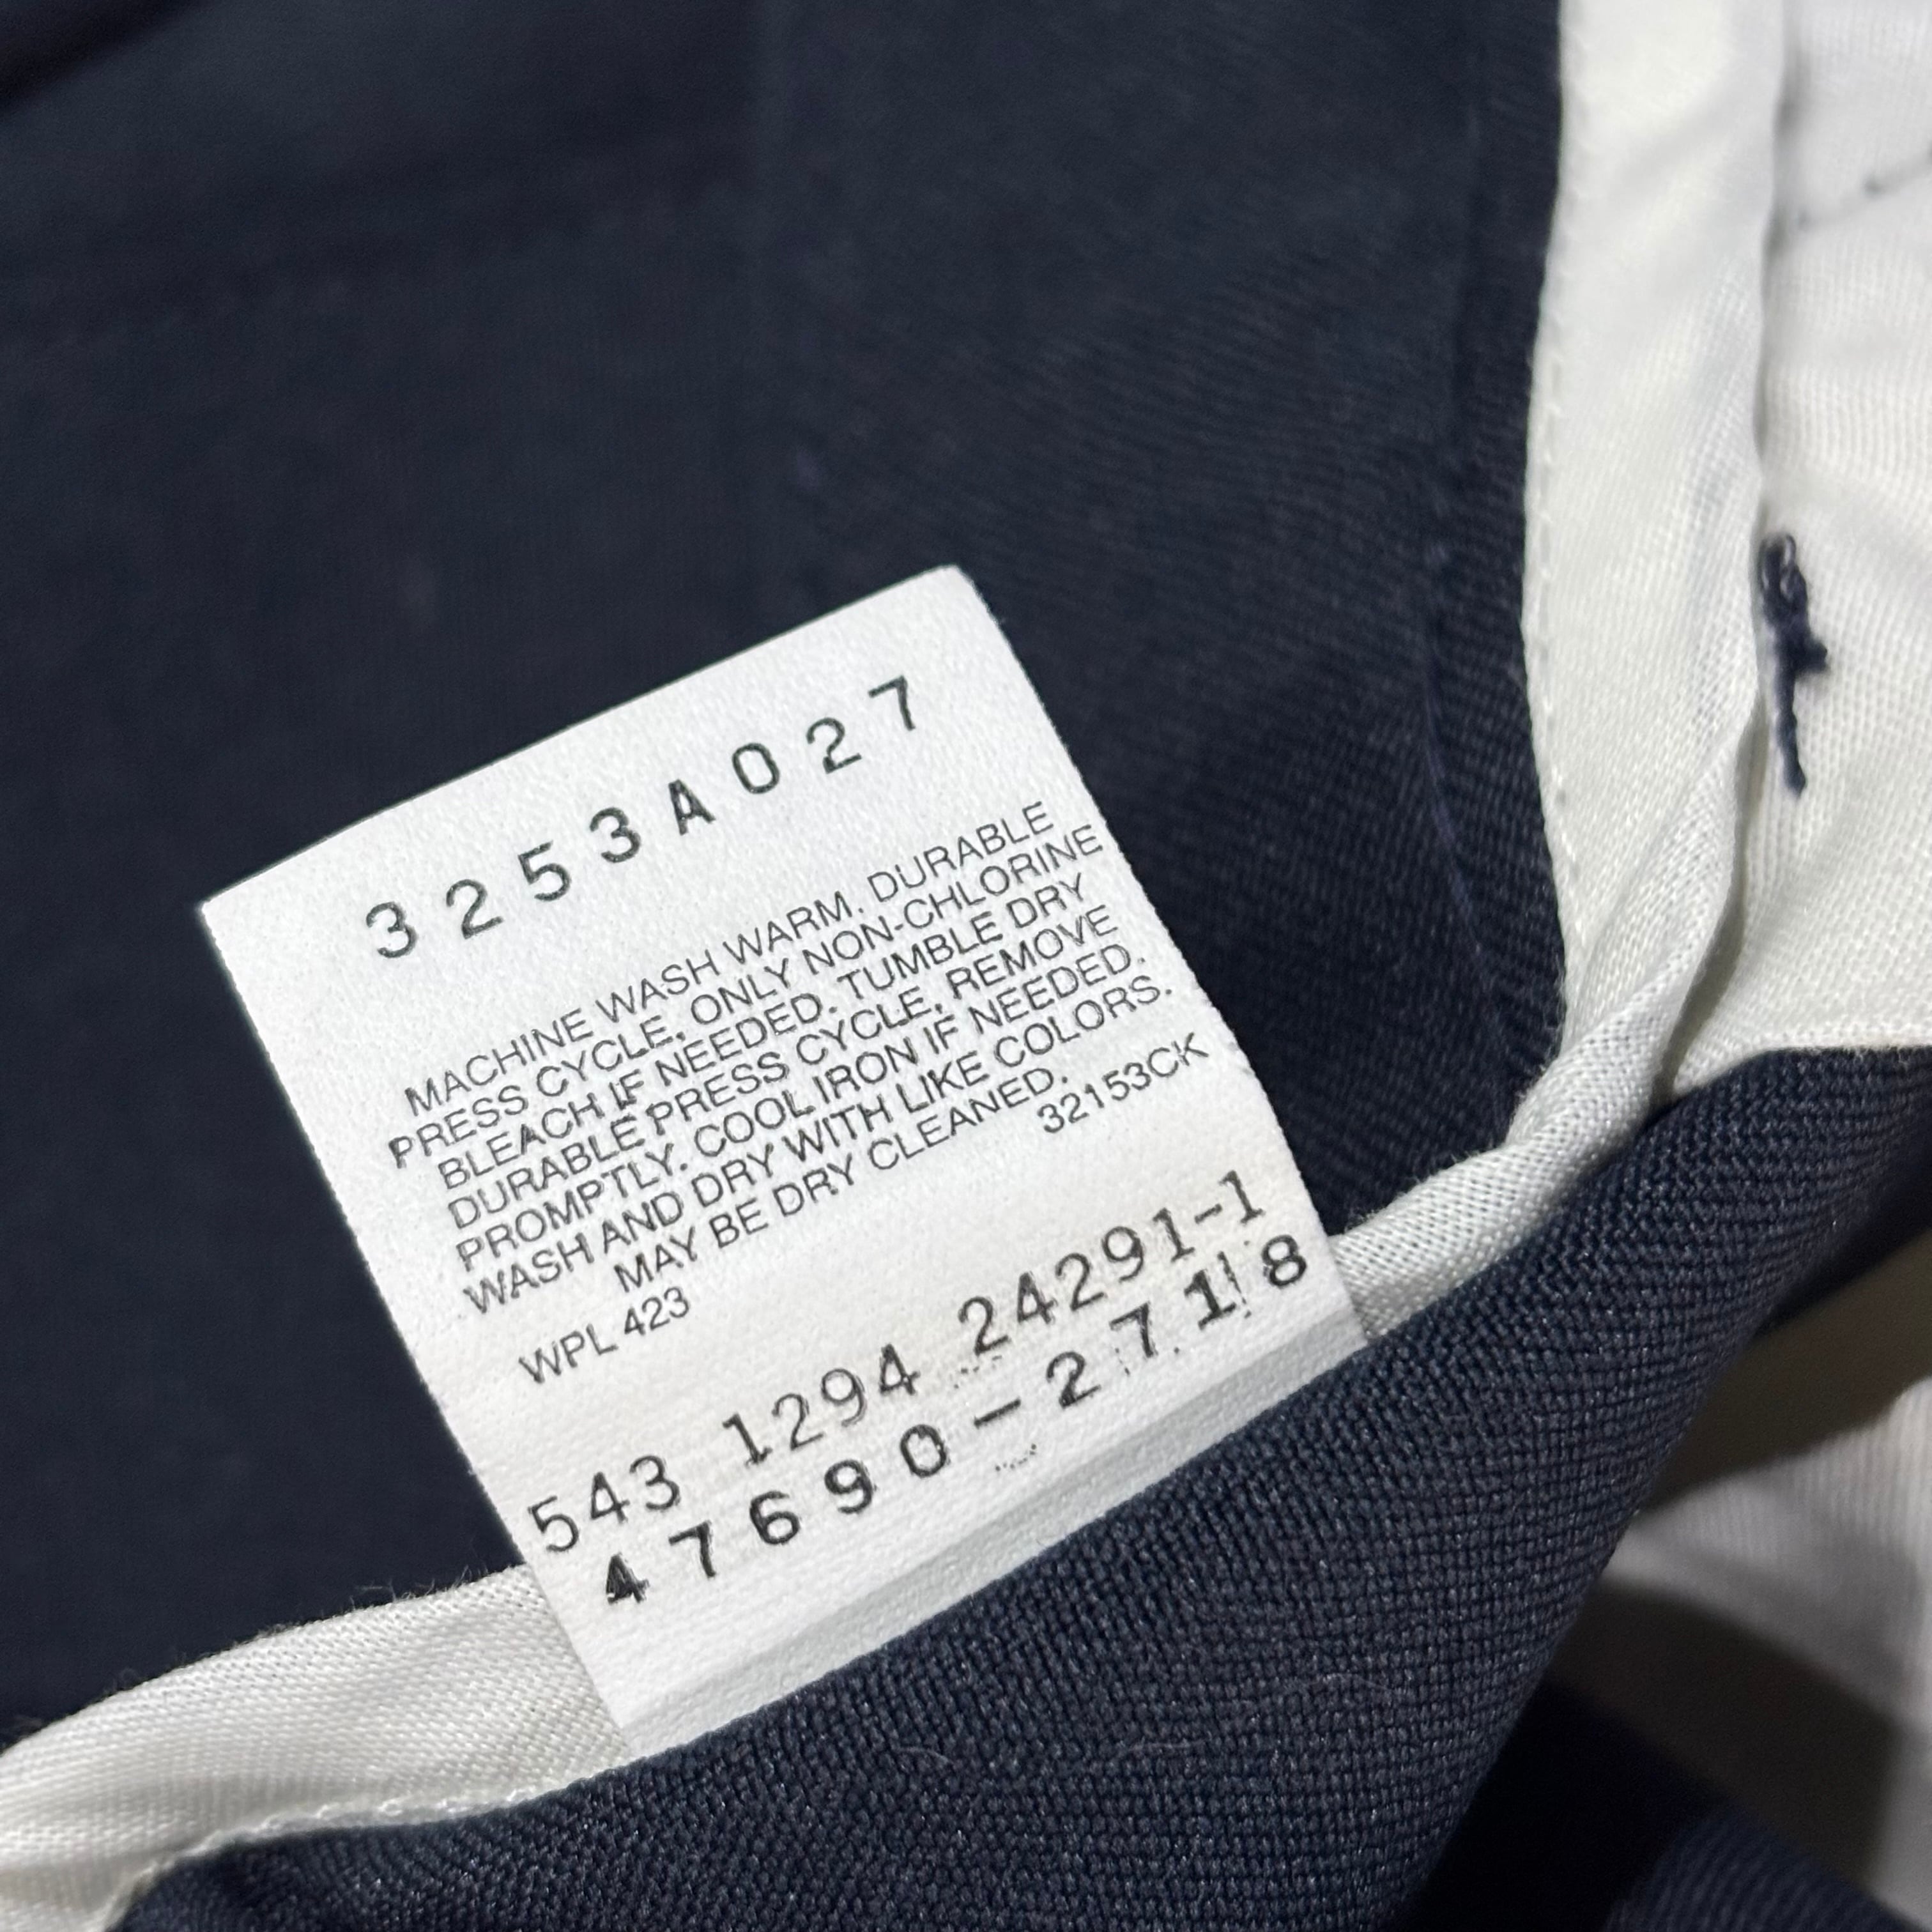 3253A027
MACHINE WASH WARM. DURABLE
PRESS CYCLE. ONLY NON-CHLORINE
BLEACH IF NEEDED. TUMBLE DRY
DURABLE PRESS CYCLE, REMOVE
PROMPTLY. COOL IRON IF NEEDED.
WASH AND DRY WITH LIKE COLORS.
MAY BE DRY CLEANED.
32153CK
WPL 423
543 1294 24291-1
47690-2718